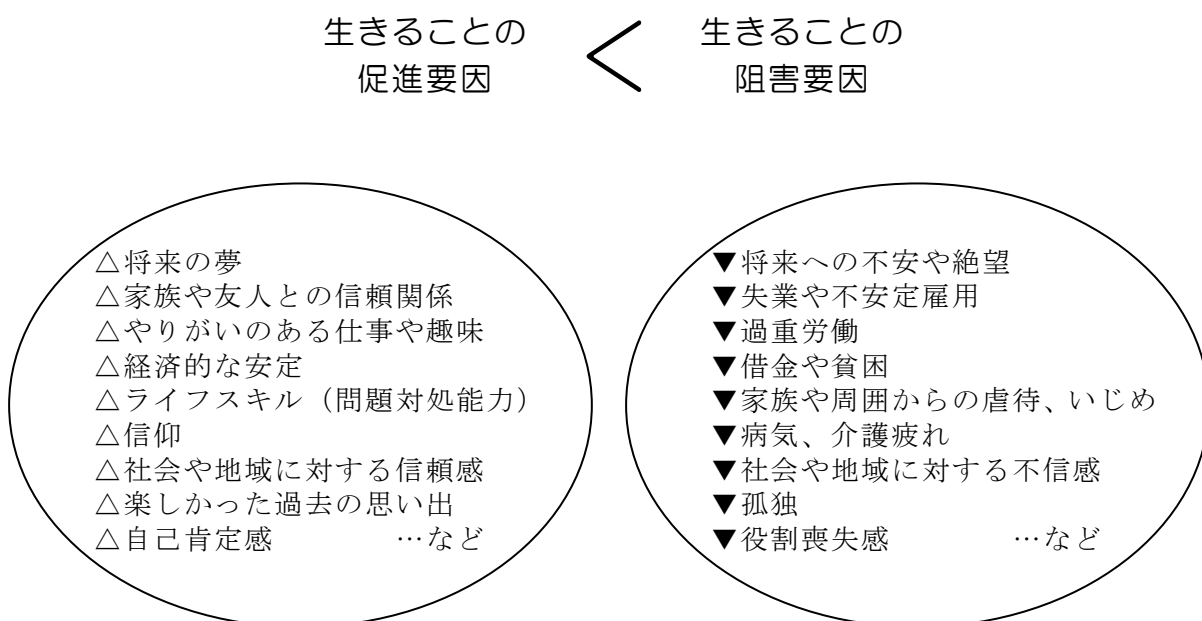 生きることの
促進要因
<
生きることの
阻害要因
△将来の夢
△家族や友人との信頼関係
△やりがいのある仕事や趣味
△経済的な安定
△ライフスキル（問題対処能力）
△信仰
△社会や地域に対する信頼感
△楽しかった過去の思い出
△自己肯定感　　　…など
▼将来への不安や絶望
▼失業や不安定雇用
▼過重労働
▼借金や貧困
▼家族や周囲からの虐待、いじめ
▼病気、介護疲れ
▼社会や地域に対する不信感
▼孤独
▼役割喪失感　　　…など